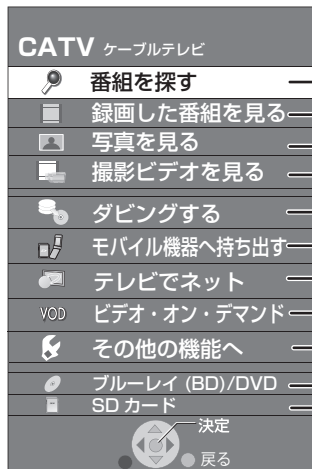 CATV ケーブルテレビ
番組を探す
録画した番組を見る
写真を見る
撮影ビデオを見る
ダビングする
モバイル機器へ持ち出す
テレビでネット
VOD ビデオ・オン・デマンド
その他の機能へ
ブルーレイ (BD)/DVD
SD カード
決定
戻る